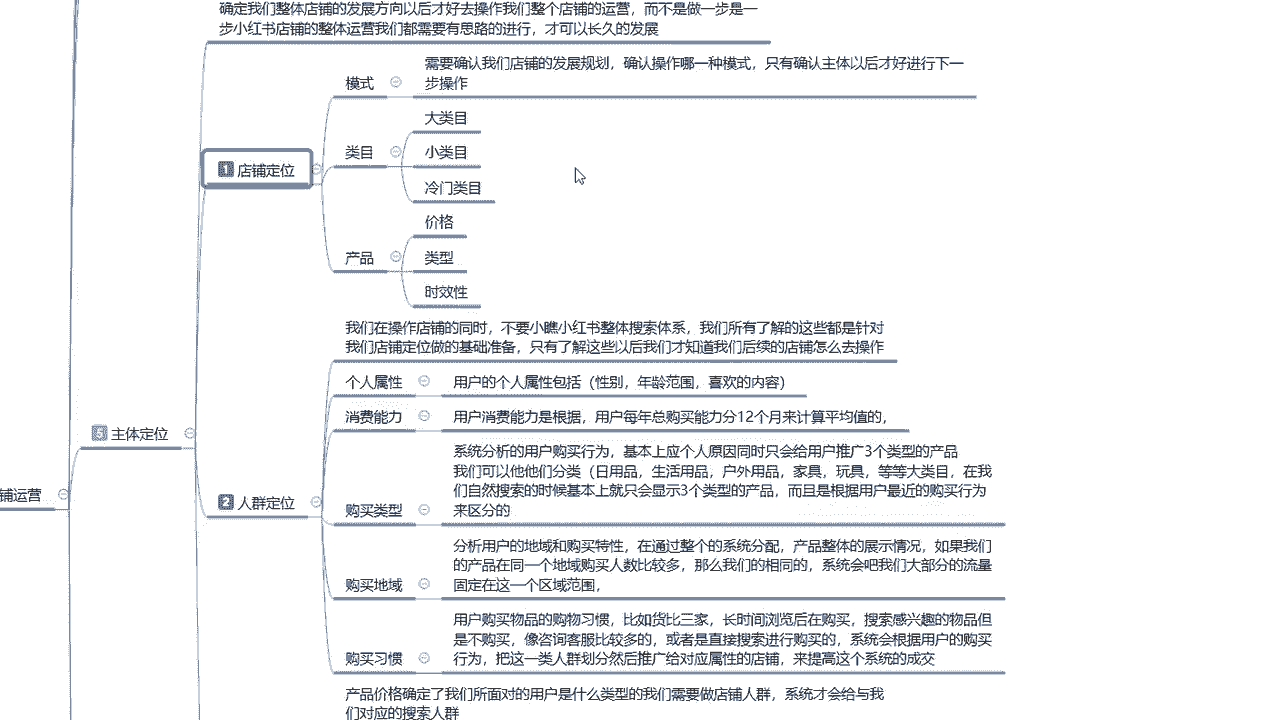 确定我们整体店铺的发展方向以后才好去操作我们整个店铺的运营，而不是做一步是一
步小红书店铺的整体运营我们都需要有思路的进行，才可以长久的发展
需要确认我们店铺的发展规划，确认操作哪一种模式，只有确认主体以后才好进行下一
模式
步操作
大类目
类目
小类目
1 店铺定位
冷门类目
价格
产品
类型
时效性
我们在操作店铺的同时，不要小瞧小红书整体搜索体系，我们所有了解的这些都是针对
我们店铺定位做的基础准备，只有了解这些以后我们才知道我们后续的店铺怎么去操作
个人属性
用户的个人属性包括（性别，年龄范围，喜欢的内容）
消费能力
用户消费能力是根据，用户每年总购买能力分12个月来计算平均值的，
5 主体定位
系统分析的用户购买行为，基本上应个人原因同时只会给用户推广3个类型的产品
我们可以他他们分类（日用品，生活用品，户外用品，家具，玩具，等等大类目，在我
们自然搜索的时候基本上就只会显示3个类型的产品，而且是根据用户最近的购买行为
铺运营
2 人群定位
购买类型
来区分的
分析用户的地域和购买特性，在通过整个的系统分配，产品整体的展示情况，如果我们
的产品在同一个地域购买人数比较多，那么我们的相同的，系统会吧我们大部分的流量
购买地域
固定在这一个区域范围，
用户购买物品的购物习惯，比如货比三家，长时间浏览后在购买，搜索感兴趣的物品但
是不购买，像咨询客服比较多的，或者是直接搜索进行购买的，系统会根据用户的购买
购买习惯
行为，把这一类人群划分然后推广给对应属性的店铺，来提高这个系统的成交
产品价格确定了我们所面对的用户是什么类型的我们需要做店铺人群，系统才会给与我
们对应的搜索人群